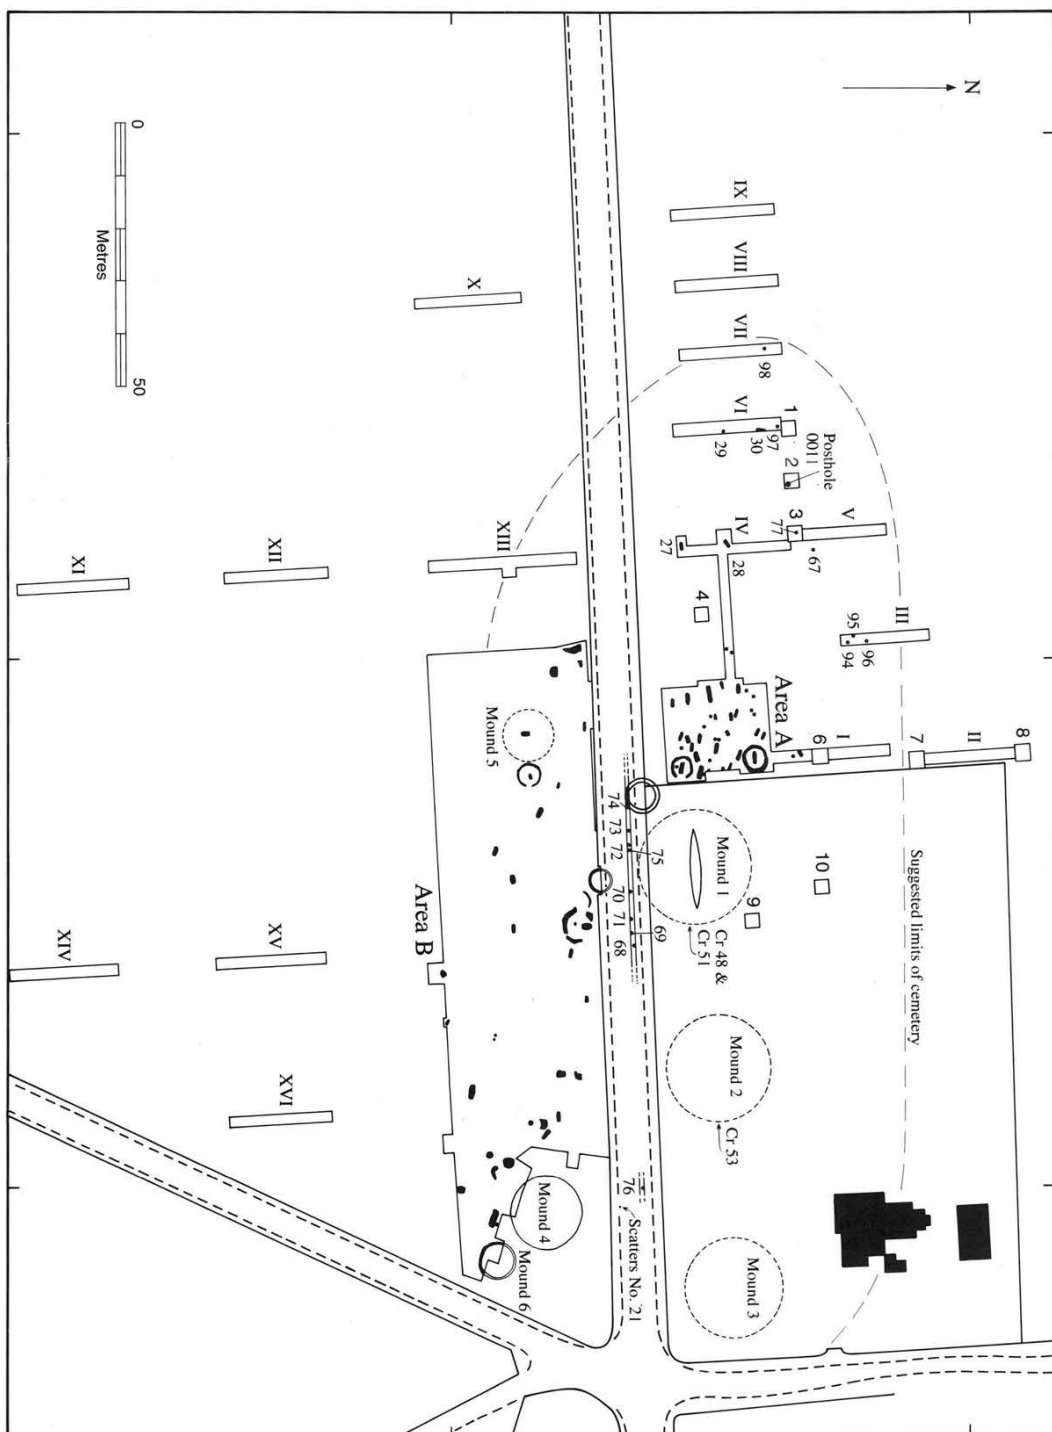 N
0
50
Metres
IX
VIII
X
VII
98
VI
1
97
30
29
Posthole
0011
2
V
3
77
IV
67
27
28
XIII
XII
XI
4
III
95
96
94
Area A
6
I
7
II
8
Mound 5
74
73
72
75
Mound 1
70
71
69
68
Cr 48 &
Cr 51
9
10
Suggested limits of cemetery
Area B
XIV
XV
XVI
Mound 2
Cr 53
76
Scatters No. 21
Mound 4
Mound 6
Mound 3